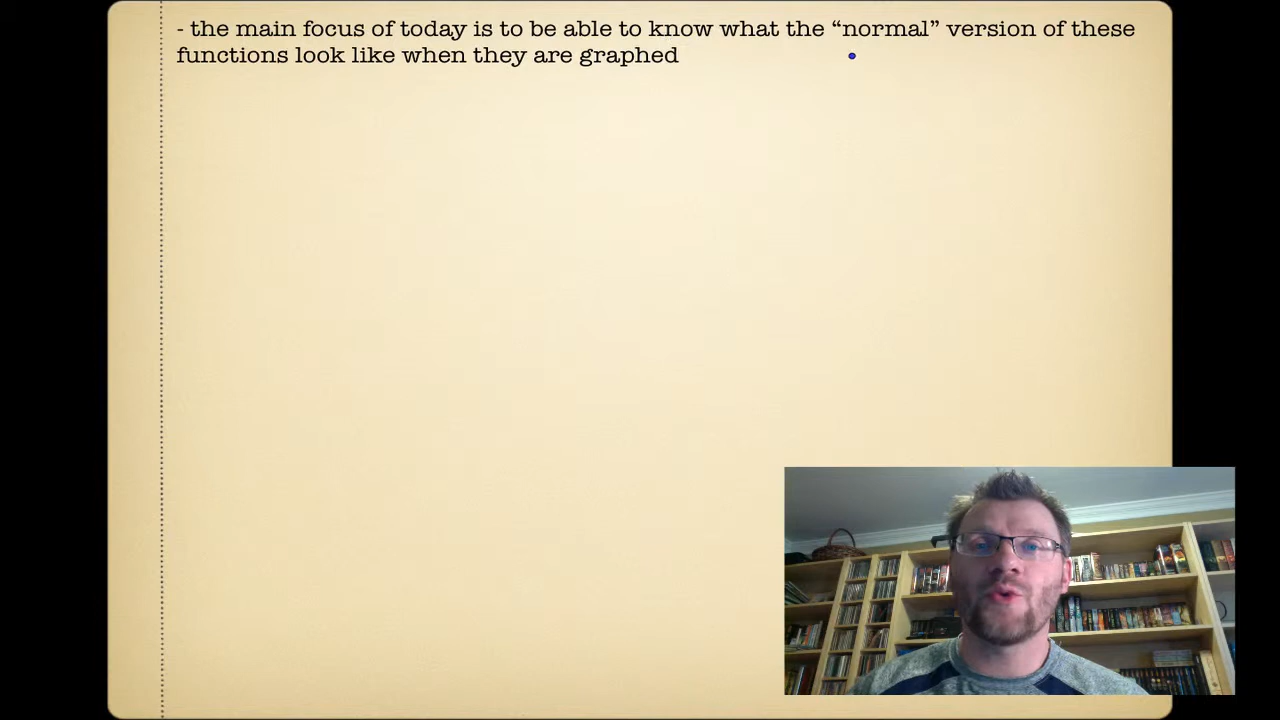 - the main focus of today is to be able to know what the “normal” version of these
functions look like when they are graphed